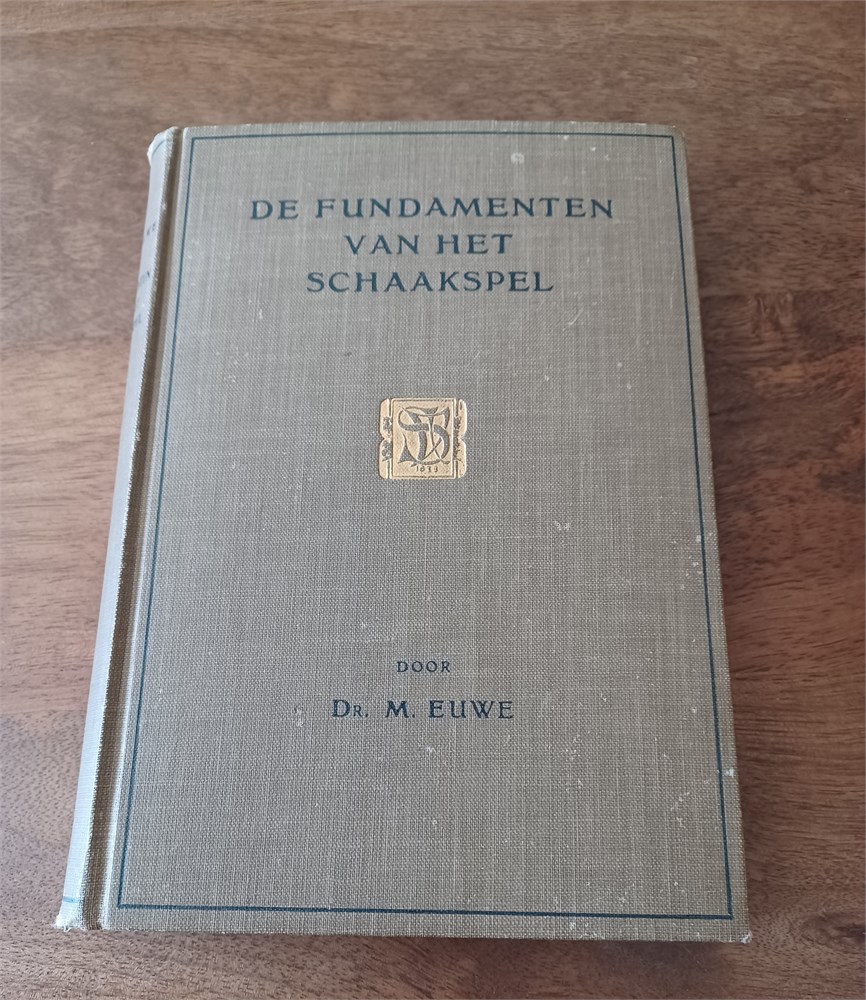 DE FUNDAMENTEN
VAN HET
SCHAAKSPEL
DOOR
DR. M. EUWE